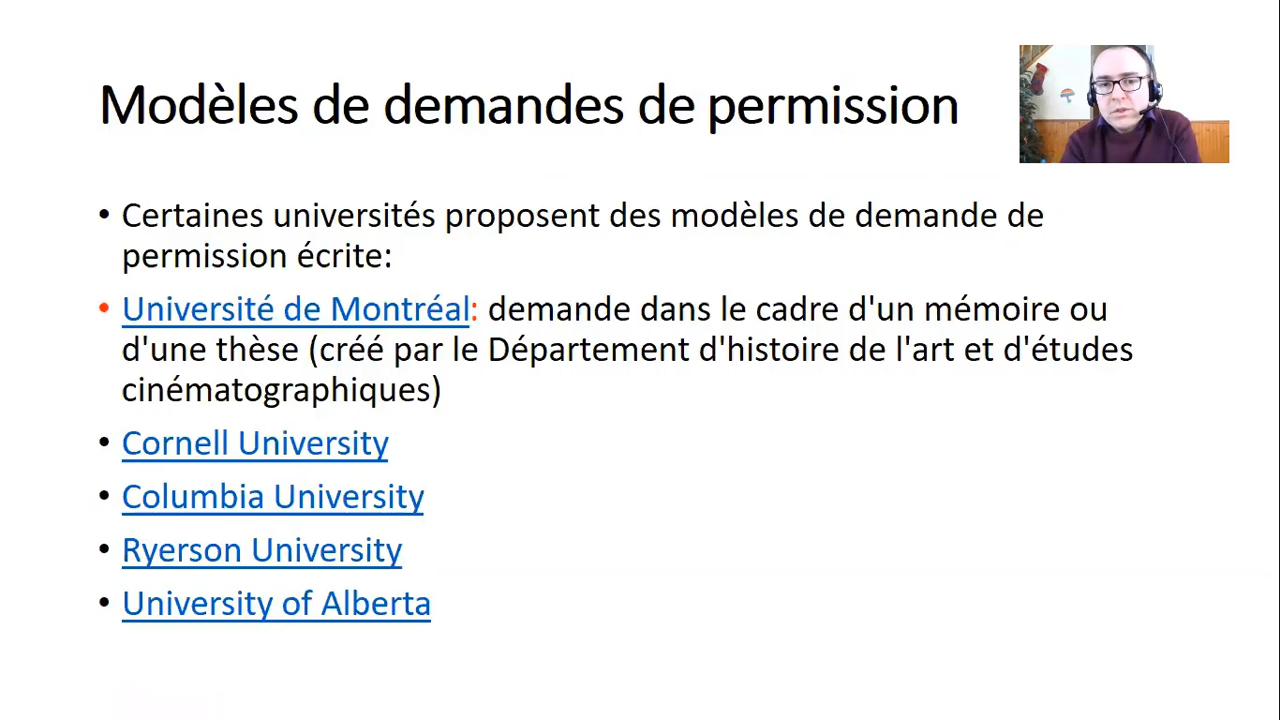 Modèles de demandes de permission
• Certaines universités proposent des modèles de demande de
permission écrite:
• Université de Montréal: demande dans le cadre d'un mémoire ou
d'une thèse (créé par le Département d'histoire de l'art et d'études
cinématographiques)
• Cornell University
• Columbia University
• Ryerson University
• University of Alberta